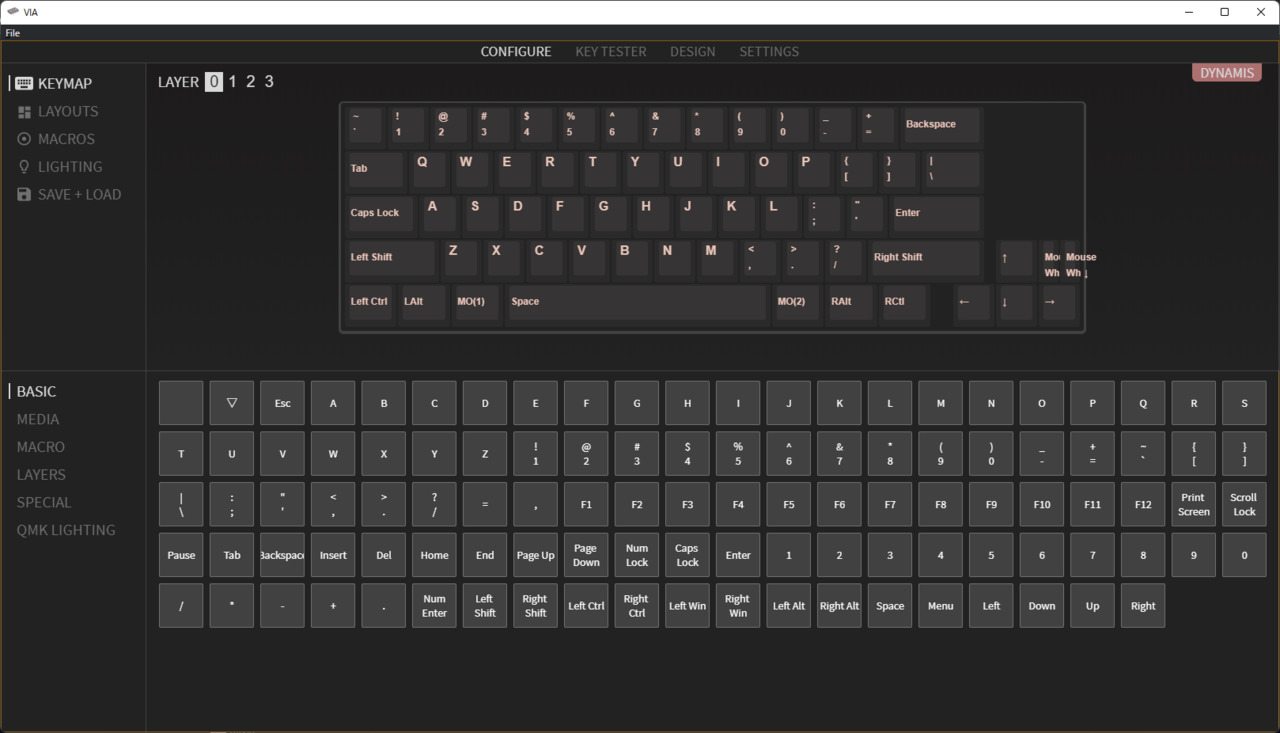 VIA
File
CONFIGURE KEY TESTER DESIGN SETTINGS
KEYMAP
LAYOUTS
MACROS
LIGHTING
SAVE + LOAD
LAYER 0 1 2 3
DYNAMIS
~ ! @ # $ % ^ & * ( ) _ +
` 1 2 3 4 5 6 7 8 9 0 - = Backspace
Tab Q W E R T Y U I O P { } |
[ ] \
Caps Lock A S D F G H J K L : " Enter
; '
Left Shift Z X C V B N M < > ? Right Shift ↑ Mou Mouse
, . / Wh Wh ↓
Left Ctrl LAlt MO(1) Space MO(2) RAlt RCtl ← ↓ →
BASIC
MEDIA
MACRO
LAYERS
SPECIAL
QMK LIGHTING
▽ Esc A B C D E F G H I J K L M N O P Q R S
T U V W X Y Z ! @ # $ % ^ & * ( ) _ + ~ { }
1 2 3 4 5 6 7 8 9 0 - = ` [ ]
| : " < > ? = , F1 F2 F3 F4 F5 F6 F7 F8 F9 F10 F11 F12 Print Scroll
\ ; ' , . / Screen Lock
Pause Tab Backspace Insert Del Home End Page Up Page Num Caps Enter 1 2 3 4 5 6 7 8 9 0
Down Lock Lock
/ * - + . Num Left Right Left Ctrl Right Left Win Right Left Alt Right Alt Space Menu Left Down Up Right
Enter Shift Shift Ctrl Win